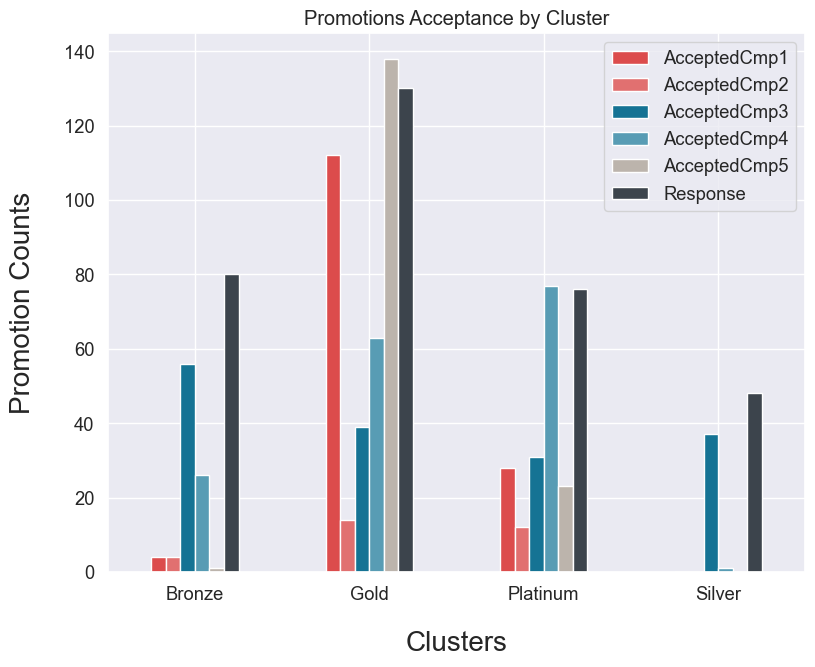 Promotions Acceptance by Cluster
AcceptedCmp1
AcceptedCmp2
AcceptedCmp3
AcceptedCmp4
AcceptedCmp5
Response
Promotion Counts
140
120
100
80
60
40
20
0
Bronze Gold Platinum Silver
Clusters